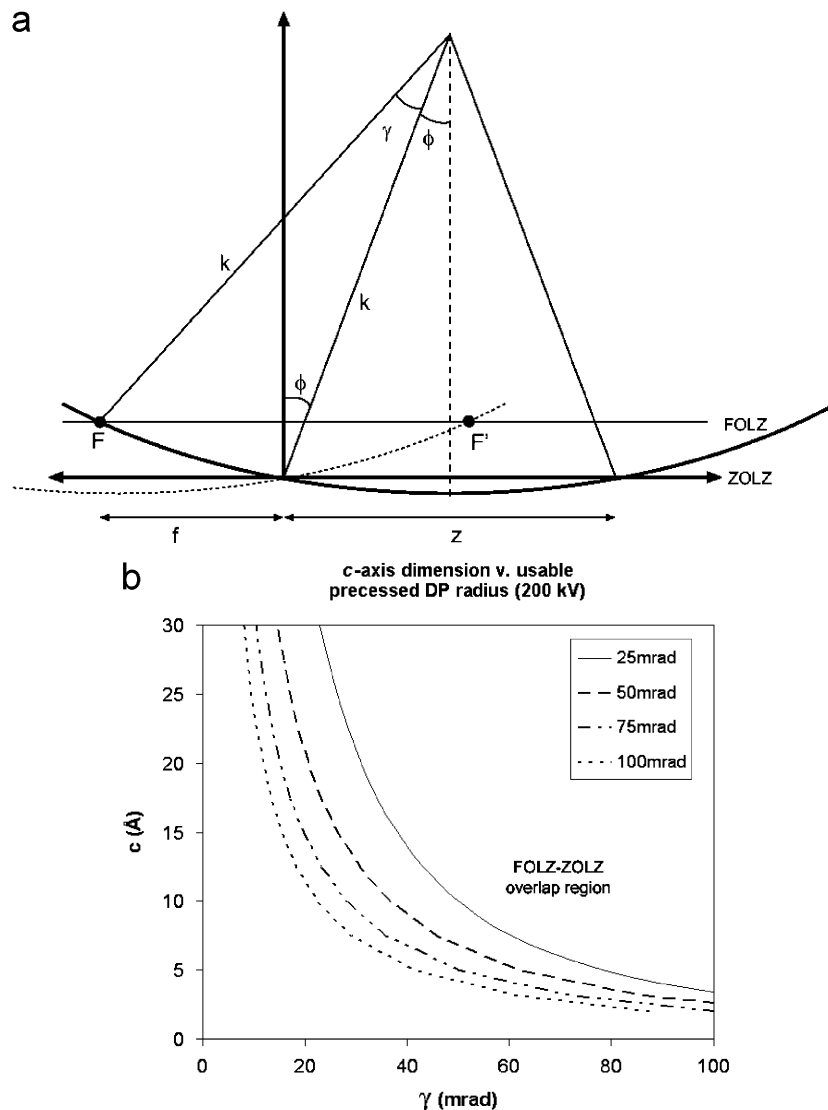 a
γ
ϕ
k
k
ϕ
F
F'
FOLZ
ZOLZ
f
z
b
c-axis dimension v. usable
precessed DP radius (200 kV)
30
25
20
15
10
5
0
c (Å)
25mrad
50mrad
75mrad
100mrad
FOLZ-ZOLZ
overlap region
0
20
40
60
80
100
γ (mrad)